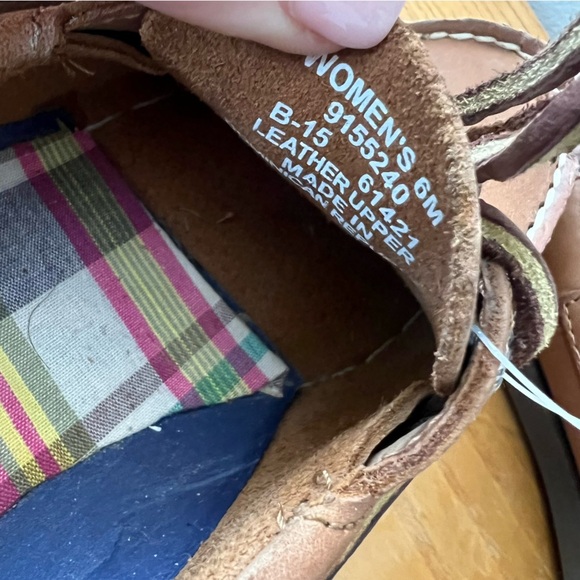 WOMEN'S 6M
9155240
B-15 61421
LEATHER UPPER
MADE IN